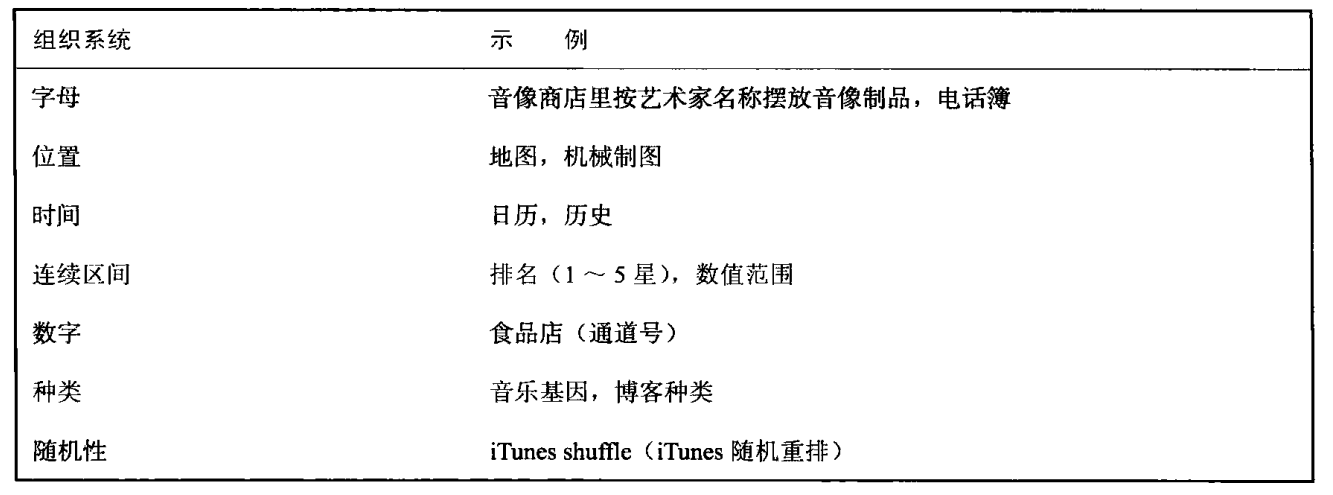 组织系统 示 例
字母 音像商店里按艺术家名称摆放音像制品，电话簿
位置 地图，机械制图
时间 日历，历史
连续区间 排名（1～5 星），数值范围
数字 食品店（通道号）
种类 音乐基因，博客种类
随机性 iTunes shuffle（iTunes 随机重排）